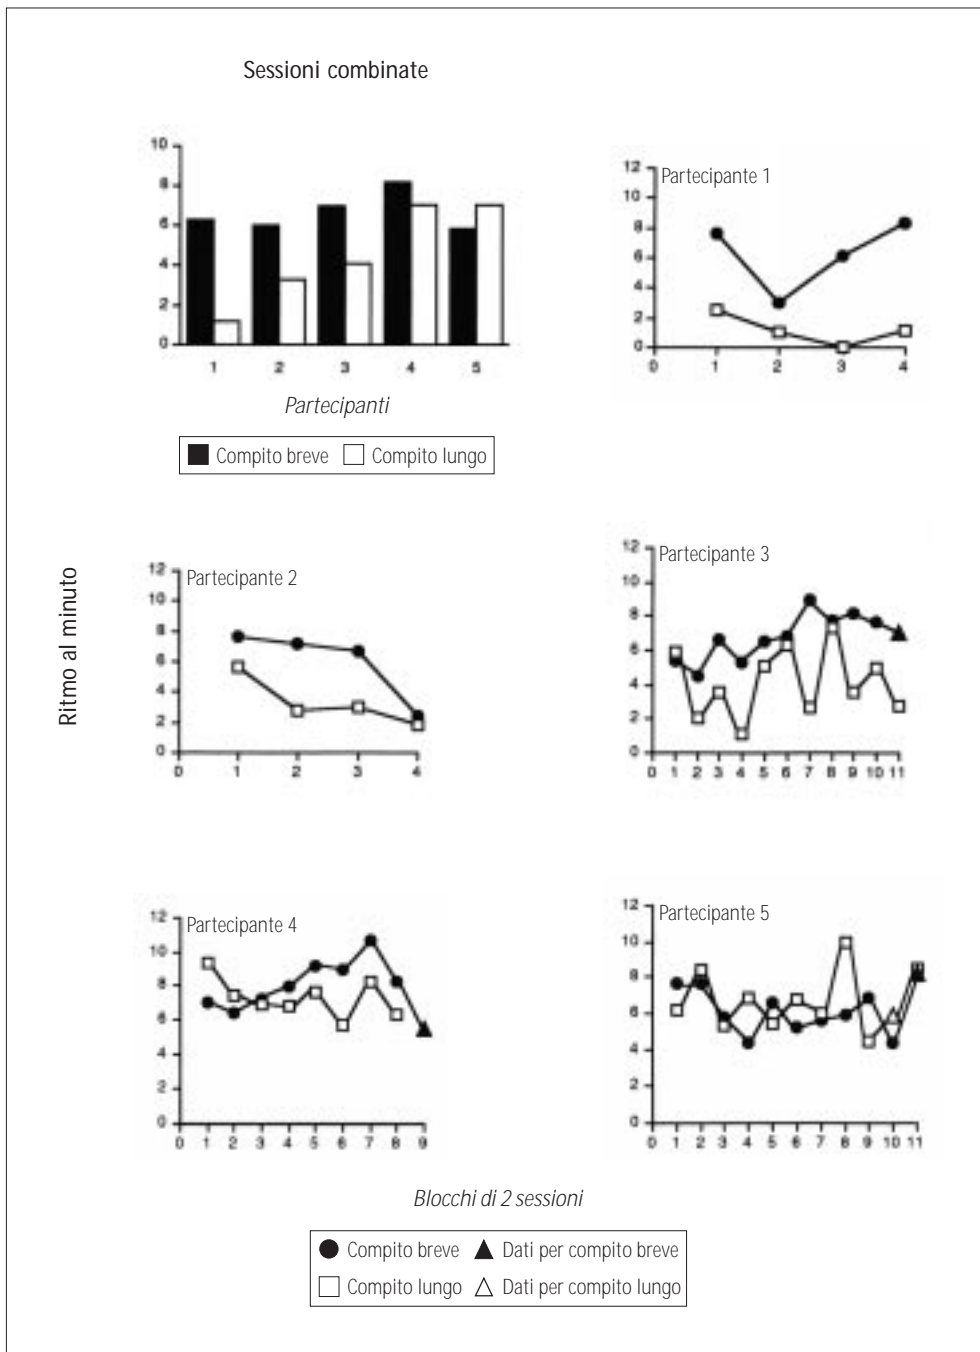 Sessioni combinate
10
8
6
4
2
0
1 2 3 4 5
Partecipanti
Compito breve Compito lungo
Partecipante 1
12
10
8
6
4
2
0
0 1 2 3 4
Ritmo al minuto
Partecipante 2
12
10
8
6
4
2
0
0 1 2 3 4
Partecipante 3
12
10
8
6
4
2
0
0 1 2 3 4 5 6 7 8 9 10 11
Partecipante 4
12
10
8
6
4
2
0
0 1 2 3 4 5 6 7 8 9
Partecipante 5
12
10
8
6
4
2
0
0 1 2 3 4 5 6 7 8 9 10 11
Blocchi di 2 sessioni
Compito breve Dati per compito breve
Compito lungo Dati per compito lungo